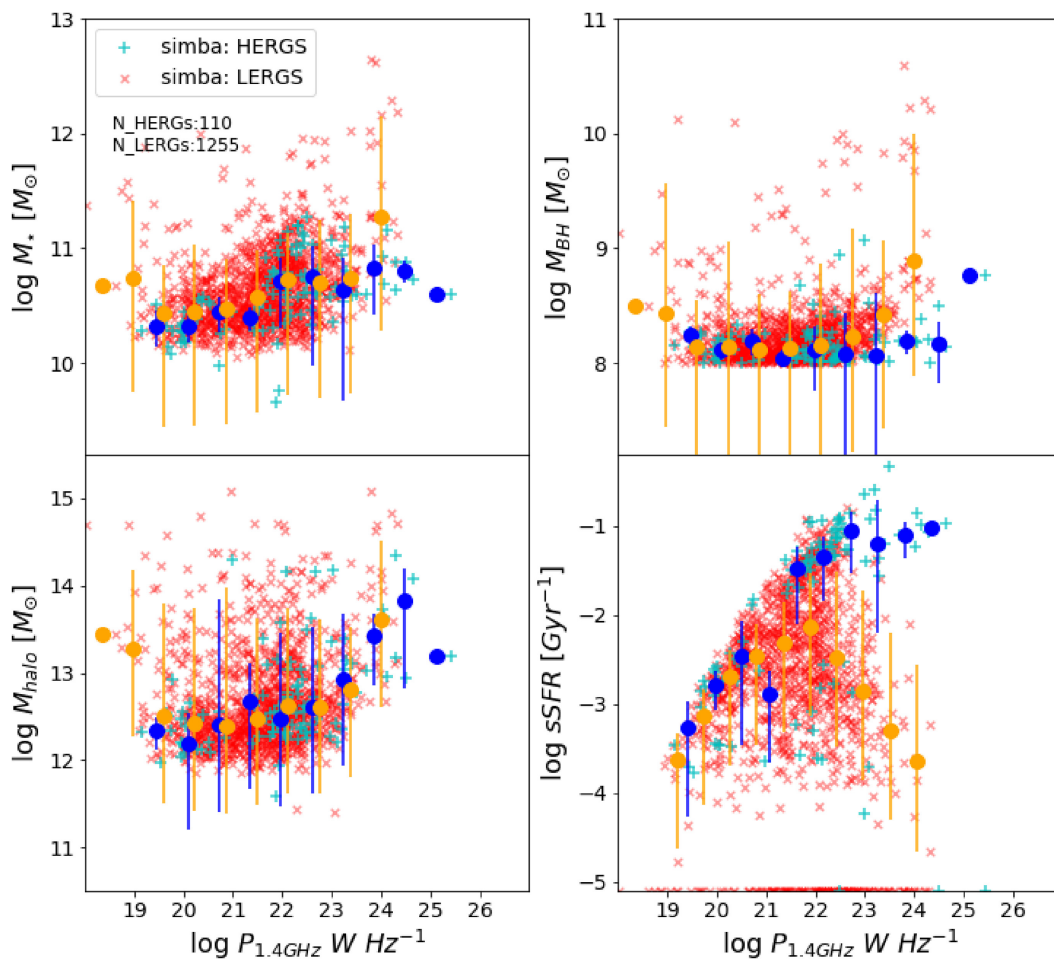 simba: HERGS
simba: LERGS
N_HERGs:110
N_LERGs:1255
13
12
11
10
log M⋆ [M⊙]
11
10
9
8
log M_BH [M⊙]
15
14
13
12
11
log M_halo [M⊙]
19 20 21 22 23 24 25 26
log P_1.4GHz W Hz⁻¹
−1
−2
−3
−4
−5
log sSFR [Gyr⁻¹]
19 20 21 22 23 24 25 26
log P_1.4GHz W Hz⁻¹